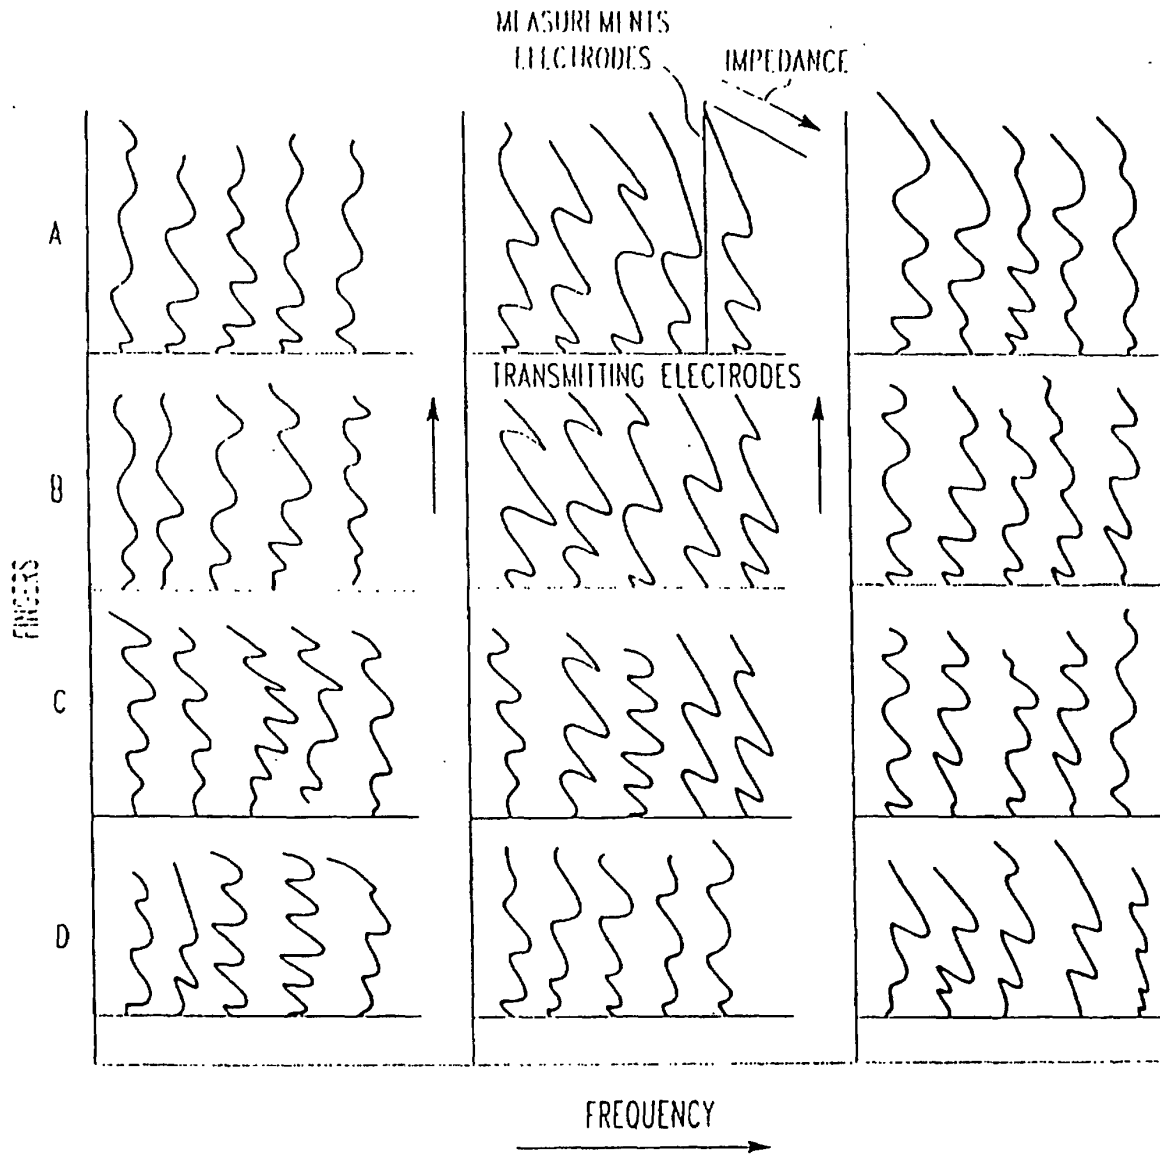 MEASUREMENTS
ELECTRODES
IMPEDANCE
A
TRANSMITTING ELECTRODES
B
FINGERS
C
D
FREQUENCY